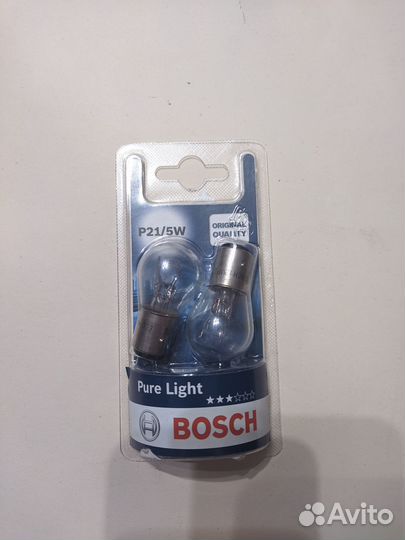 P21/5W
ORIGINAL
QUALITY
Pure Light
BOSCH
Avito